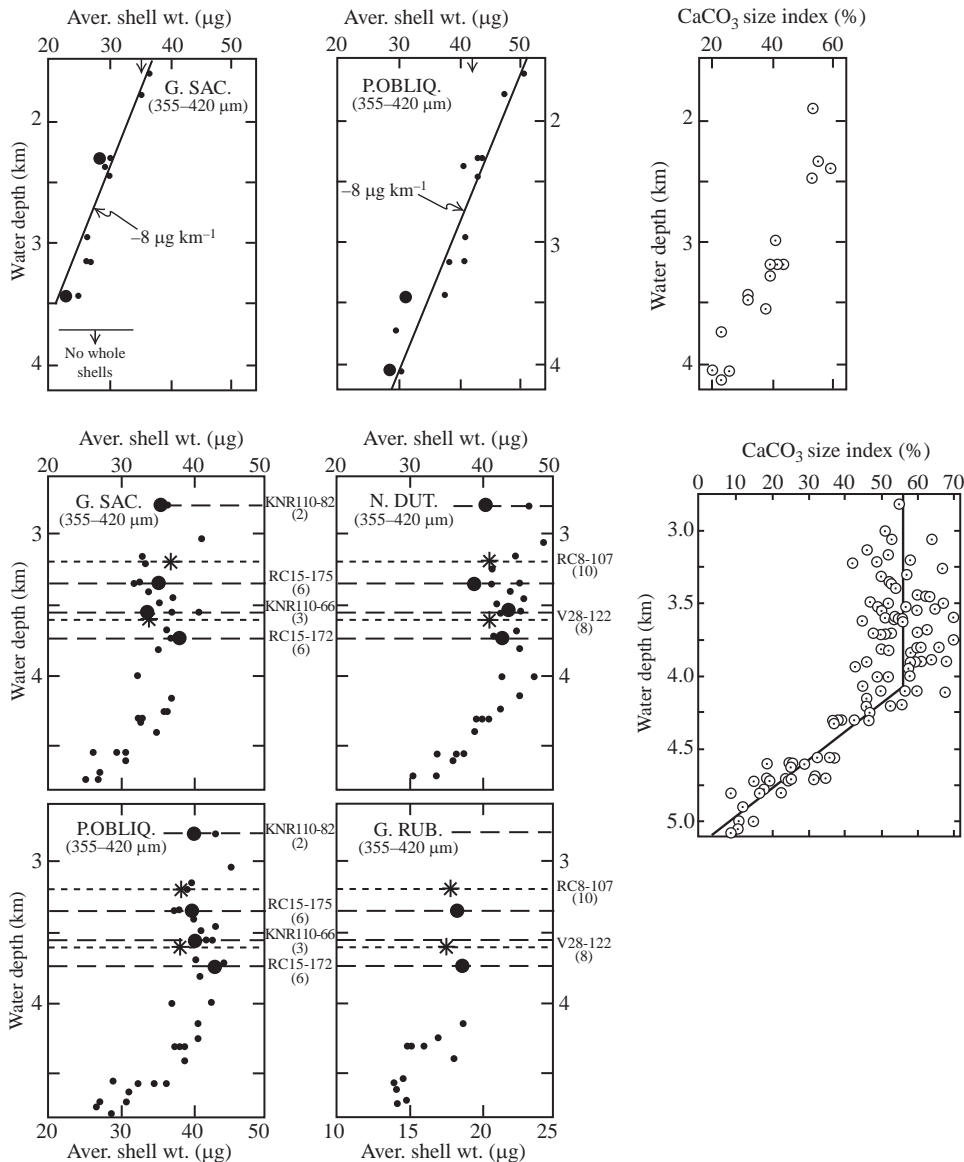 Aver. shell wt. (μg)
20 30 40 50
G. SAC.
(355–420 μm)
–8 μg km⁻¹
No whole
shells
Water depth (km)
2
3
4
Aver. shell wt. (μg)
20 30 40 50
P.OBLIQ.
(355–420 μm)
–8 μg km⁻¹
2
3
4
CaCO₃ size index (%)
20 40 60
Water depth (km)
2
3
4
Aver. shell wt. (μg)
20 30 40 50
G. SAC.
(355–420 μm)
Water depth (km)
3
4
KNR110-82
(2)
RC15-175
(6)
KNR110-66
(3)
RC15-172
(6)
Aver. shell wt. (μg)
20 30 40 50
N. DUT.
(355–420 μm)
3
RC8-107
(10)
V28-122
(8)
4
CaCO₃ size index (%)
0 10 20 30 40 50 60 70
Water depth (km)
3.0
3.5
4.0
4.5
5.0
P.OBLIQ.
(355–420 μm)
Water depth (km)
3
4
KNR110-82
(2)
RC15-175
(6)
KNR110-66
(3)
RC15-172
(6)
20 30 40 50
Aver. shell wt. (μg)
G. RUB.
(355–420 μm)
3
RC8-107
(10)
V28-122
(8)
4
10 15 20 25
Aver. shell wt. (μg)